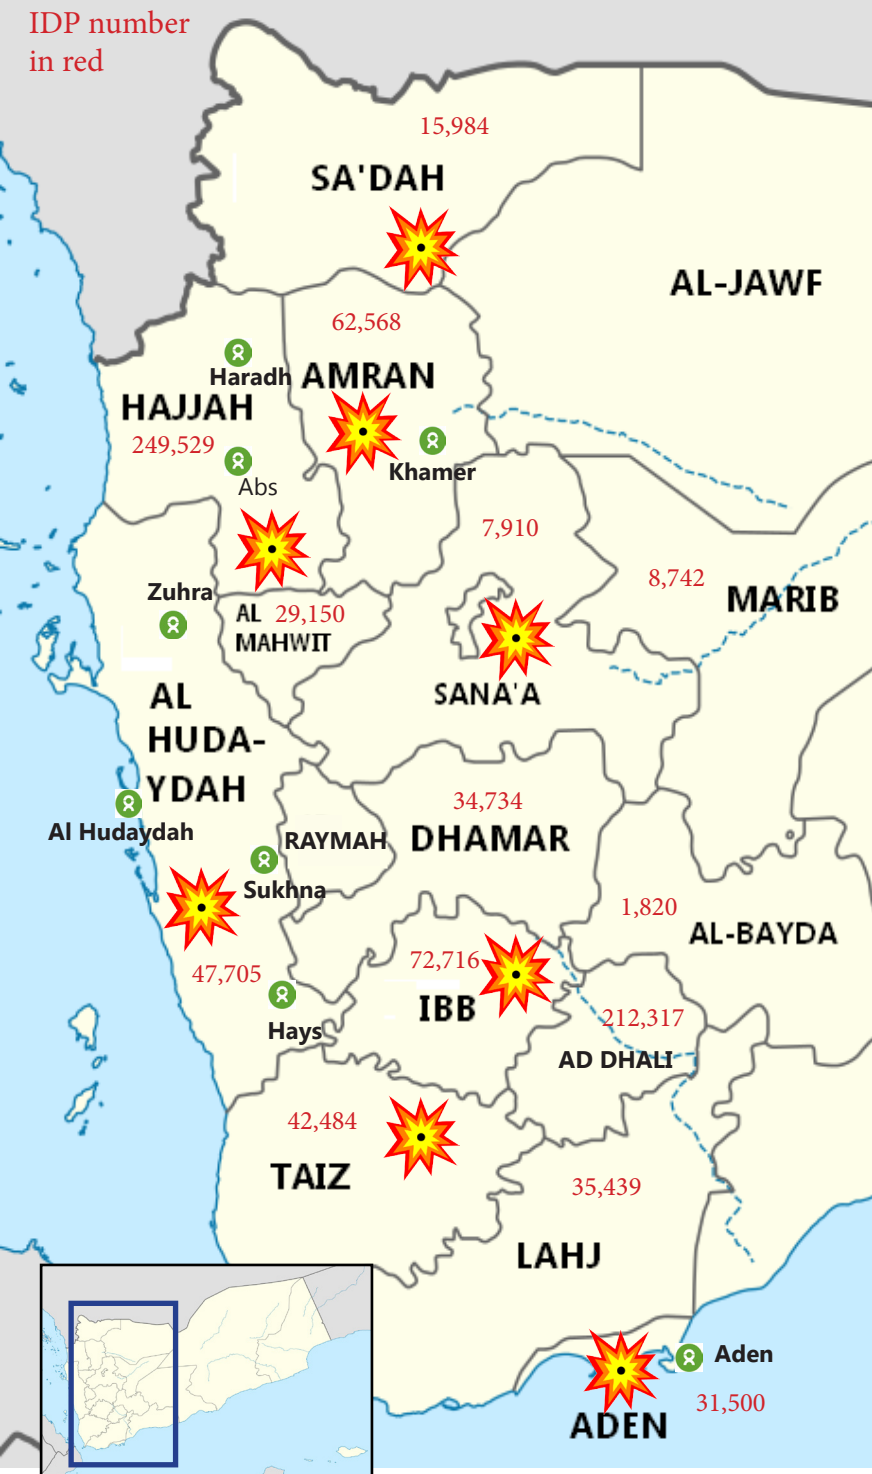 IDP number
in red
15,984
SA'DAH
AL-JAWF
62,568
Haradh
AMRAN
HAJJAH
249,529
Khamer
Abs
7,910
8,742
Zuhra
MARIB
AL 29,150
MAHWIT
SANA'A
AL
HUDA-
YDAH
34,734
Al Hudaydah
RAYMAH
DHAMAR
Sukhna
1,820
AL-BAYDA
72,716
47,705
IBB
212,317
Hays
AD DHALI
42,484
TAIZ
35,439
LAHJ
Aden
31,500
ADEN